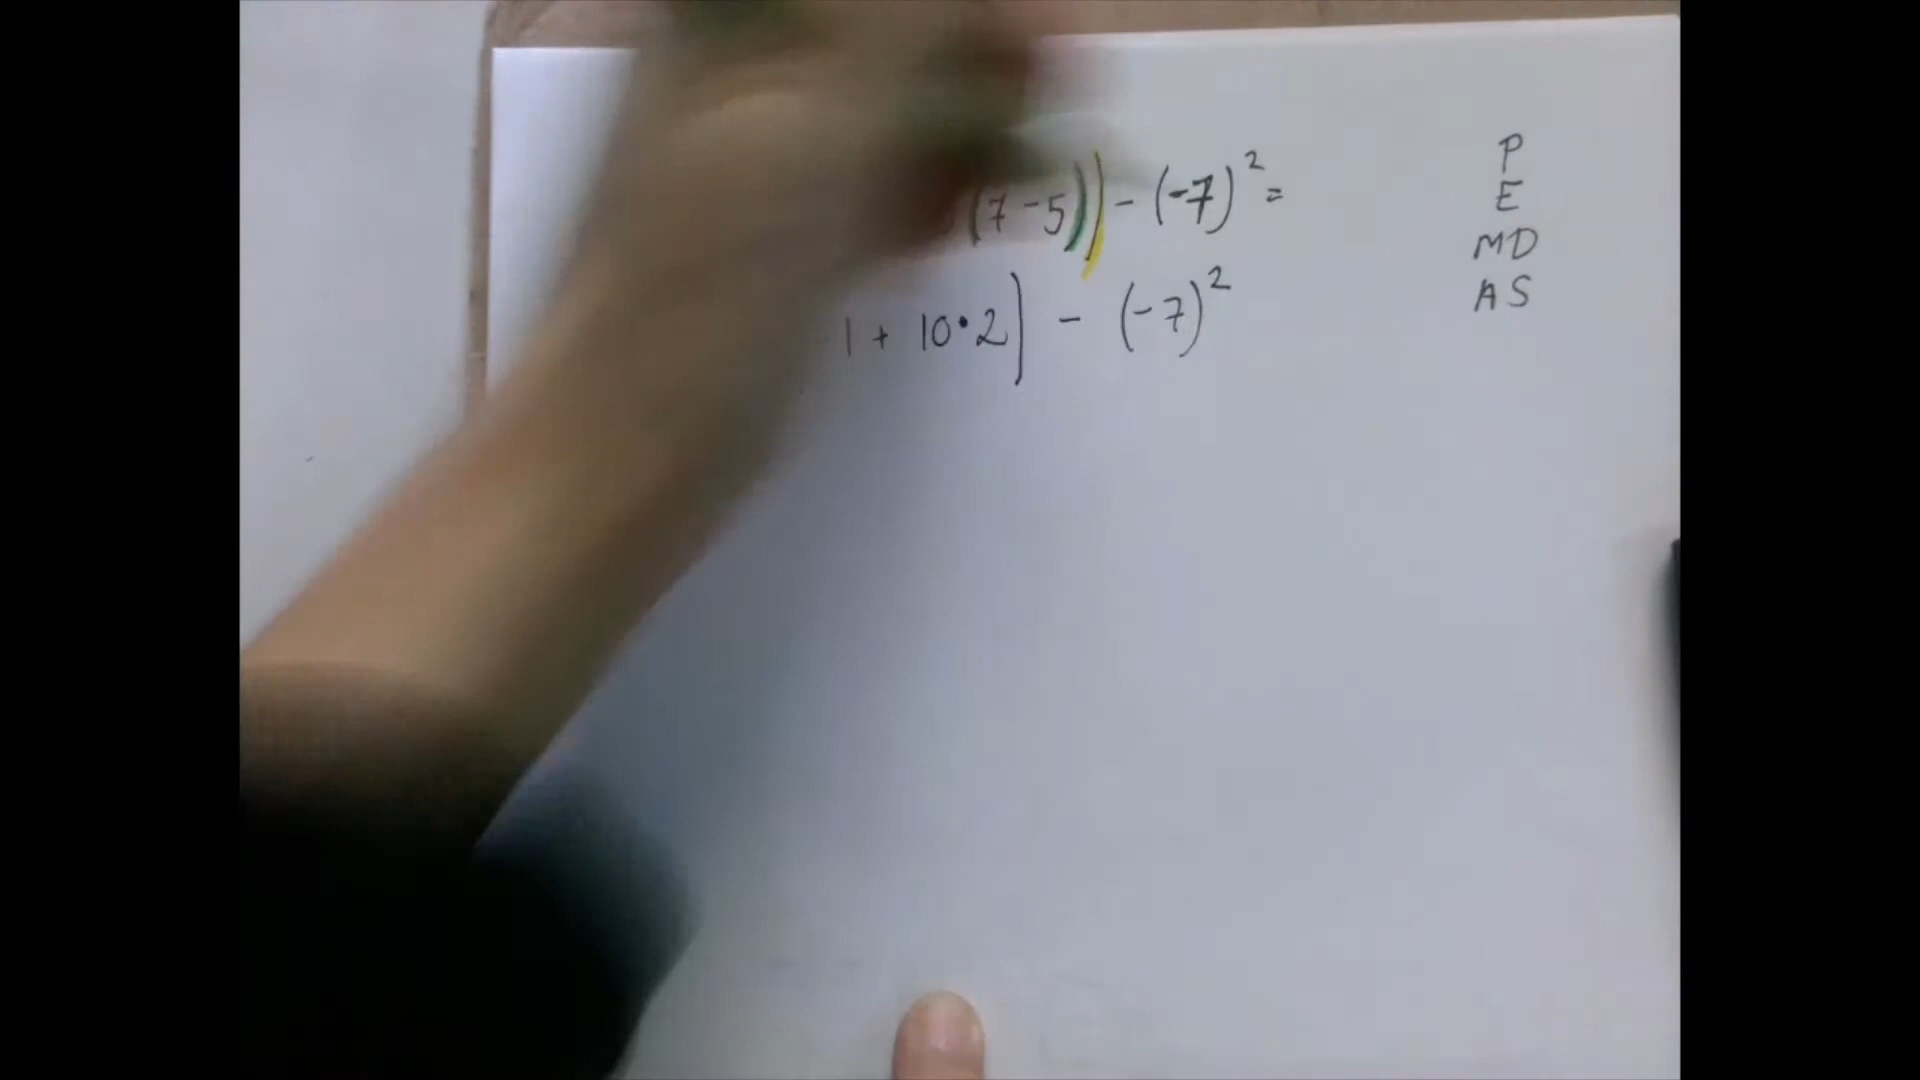 (7-5)) - (-7)² =
1 + 10•2) - (-7)²
P
E
MD
AS